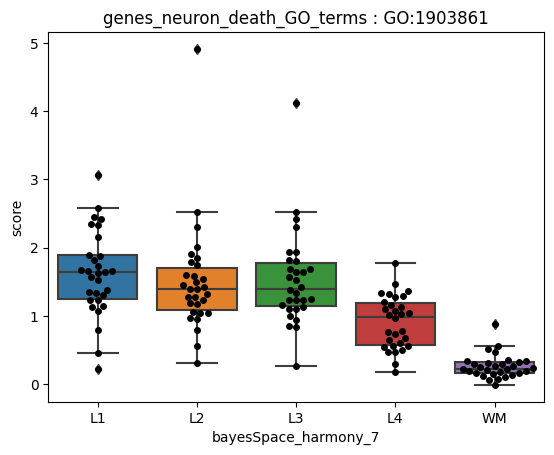 genes_neuron_death_GO_terms : GO:1903861
score
5
4
3
2
1
0
L1 L2 L3 L4 WM
bayesSpace_harmony_7